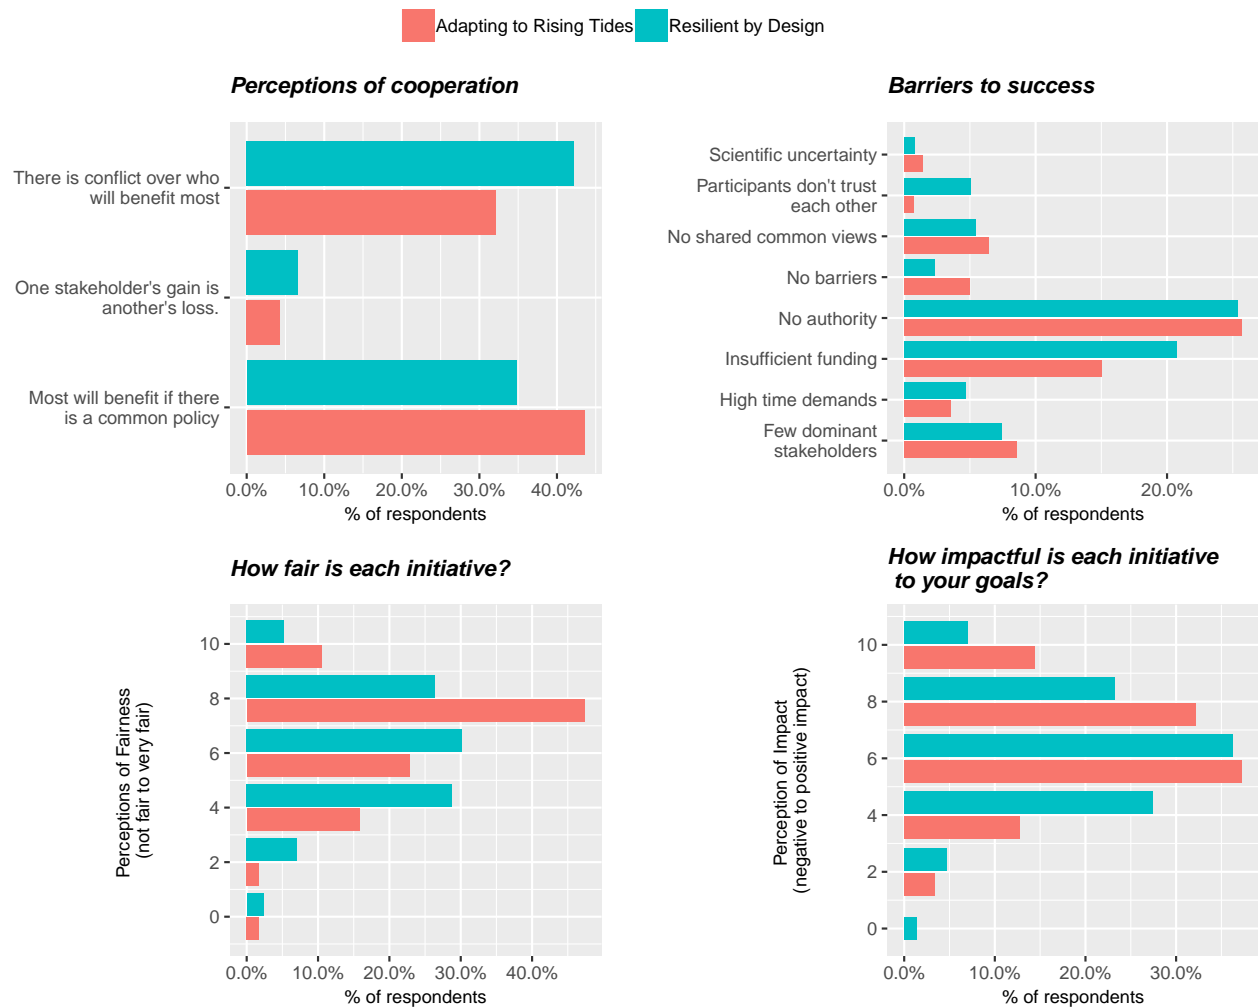 Adapting to Rising Tides Resilient by Design
Perceptions of cooperation
There is conflict over who
will benefit most
One stakeholder's gain is
another's loss.
Most will benefit if there
is a common policy
0.0% 10.0% 20.0% 30.0% 40.0%
% of respondents
Barriers to success
Scientific uncertainty
Participants don't trust
each other
No shared common views
No barriers
No authority
Insufficient funding
High time demands
Few dominant
stakeholders
0.0% 10.0% 20.0%
% of respondents
How fair is each initiative?
Perceptions of Fairness
(not fair to very fair)
10
8
6
4
2
0
0.0% 10.0% 20.0% 30.0% 40.0%
% of respondents
How impactful is each initiative
to your goals?
Perception of Impact
(negative to positive impact)
10
8
6
4
2
0
0.0% 10.0% 20.0% 30.0%
% of respondents